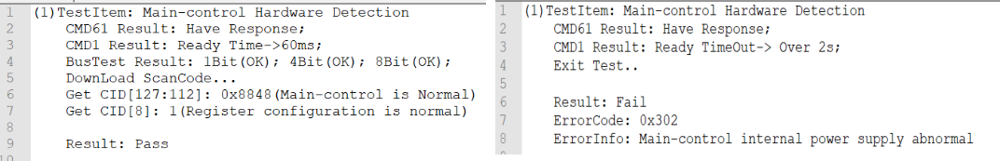 1 (1)TestItem: Main-control Hardware Detection
2 CMD61 Result: Have Response;
3 CMD1 Result: Ready Time->60ms;
4 BusTest Result: 1Bit(OK); 4Bit(OK); 8Bit(OK);
5 DownLoad ScanCode...
6 Get CID[127:112]: 0x8848(Main-control is Normal)
7 Get CID[8]: 1(Register configuration is normal)
8
9 Result: Pass
10
1 (1)TestItem: Main-control Hardware Detection
2 CMD61 Result: Have Response;
3 CMD1 Result: Ready TimeOut-> Over 2s;
4 Exit Test..
5
6 Result: Fail
7 ErrorCode: 0x302
8 ErrorInfo: Main-control internal power supply abnormal